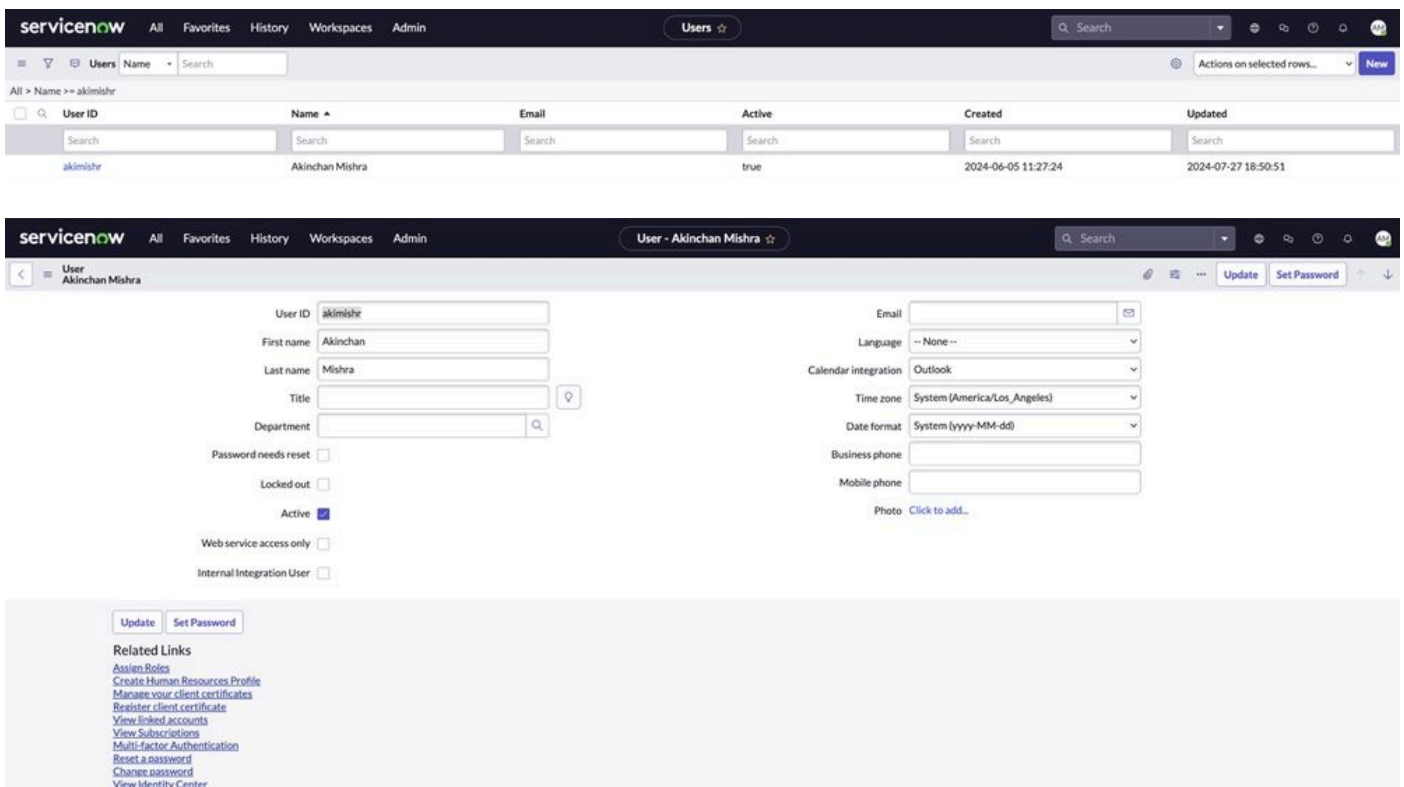 servicenow All Favorites History Workspaces Admin Users Search
Users Name Search Actions on selected rows... New
All > Name >= akimishr
User ID Name Email Active Created Updated
Search Search Search Search Search Search
akimishr Akinchan Mishra true 2024-06-05 11:27:24 2024-07-27 18:50:51
servicenow All Favorites History Workspaces Admin User - Akinchan Mishra Search AM
User
Akinchan Mishra
Update Set Password
User ID akimishr Email
First name Akinchan Language -- None --
Last name Mishra Calendar integration Outlook
Title Time zone System (America/Los_Angeles)
Department Date format System (yyyy-MM-dd)
Password needs reset Business phone
Locked out Mobile phone
Active Photo Click to add...
Web service access only
Internal Integration User
Update Set Password
Related Links
Assign Roles
Create Human Resources Profile
Manage your client certificates
Register client certificate
View linked accounts
View Subscriptions
Multi-factor Authentication
Reset a password
Change password
View Identity Center